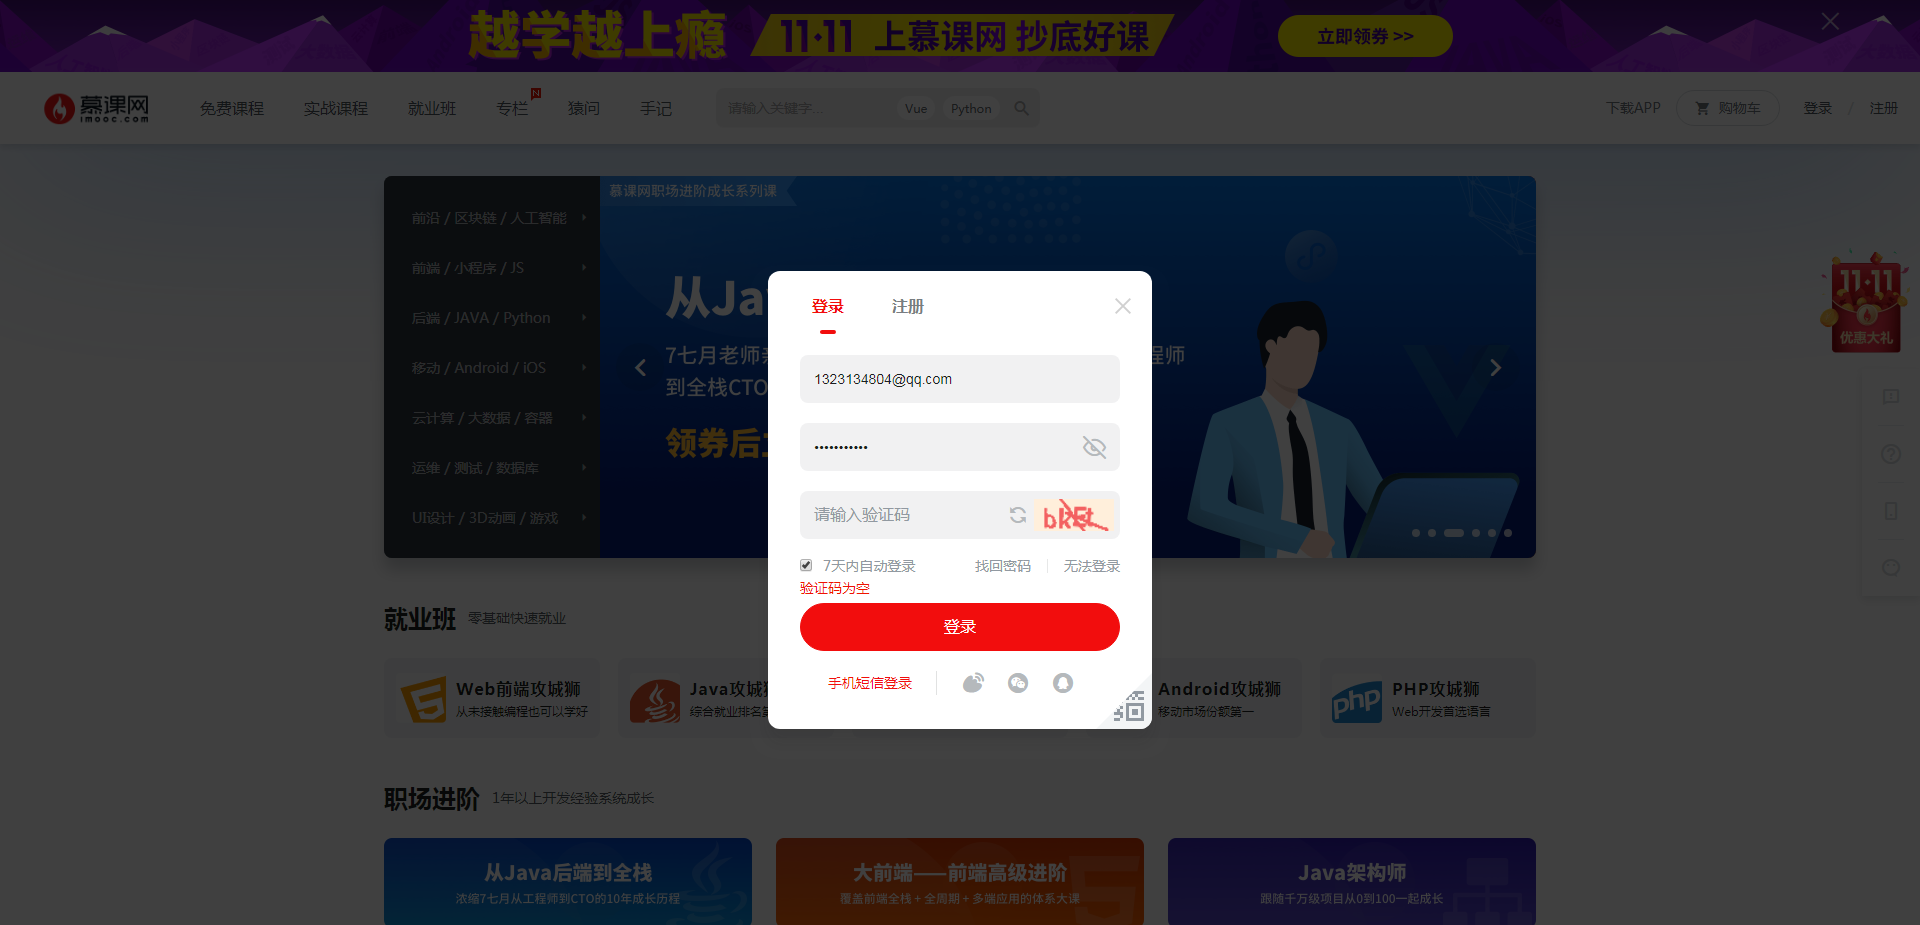 越学越上瘾
11·11 上慕课网 抄底好课
立即领券 >>
慕课网
imooc.com
免费课程
实战课程
就业班
专栏
N
猿问
手记
请输入关键字...
Vue
Python
下载APP
购物车
登录 / 注册
慕课网职场进阶成长系列课
前沿 / 区块链 / 人工智能
前端 / 小程序 / JS
后端 / JAVA / Python
移动 / Android / iOS
云计算 / 大数据 / 容器
运维 / 测试 / 数据库
UI设计 / 3D动画 / 游戏
从Ja
7七月老师
程师
到全栈CTO
领券后
11.11
优惠大礼
登录
注册
1323134804@qq.com
请输入验证码
7天内自动登录
找回密码
无法登录
验证码为空
登录
手机短信登录
就业班
零基础快速就业
Web前端攻城狮
从未接触编程也可以学好
Java攻城
综合就业排名
Android攻城狮
移动市场份额第一
php
PHP攻城狮
Web开发首选语言
职场进阶
1年以上开发经验系统成长
从Java后端到全栈
浓缩7七月从工程师到CTO的10年成长历程
大前端——前端高级进阶
覆盖前端全栈 + 全周期 + 多端应用的体系大课
Java架构师
跟随千万级项目从0到100一起成长